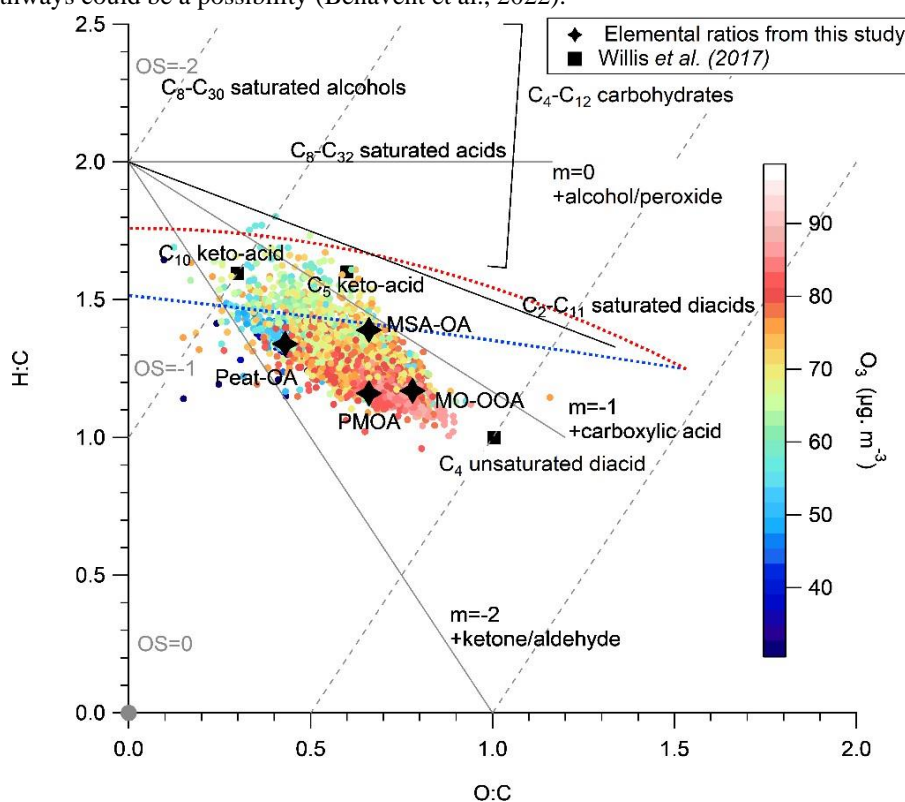 pathways could be a possibility (Benavent et al., 2022).
2.5
2.0
1.5
1.0
0.5
0.0
H:C
0.0
0.5
1.0
1.5
2.0
O:C
Elemental ratios from this study
Willis et al. (2017)
OS=-2
C8-C30 saturated alcohols
C4-C12 carbohydrates
C8-C32 saturated acids
m=0
+alcohol/peroxide
C10 keto-acid
C5 keto-acid
C2-C11 saturated diacids
MSA-OA
OS=-1
Peat-OA
MO-OOA
PMOA
m=-1
+carboxylic acid
C4 unsaturated diacid
m=-2
+ketone/aldehyde
OS=0
90
80
70
60
50
40
O3 (µg. m-3)